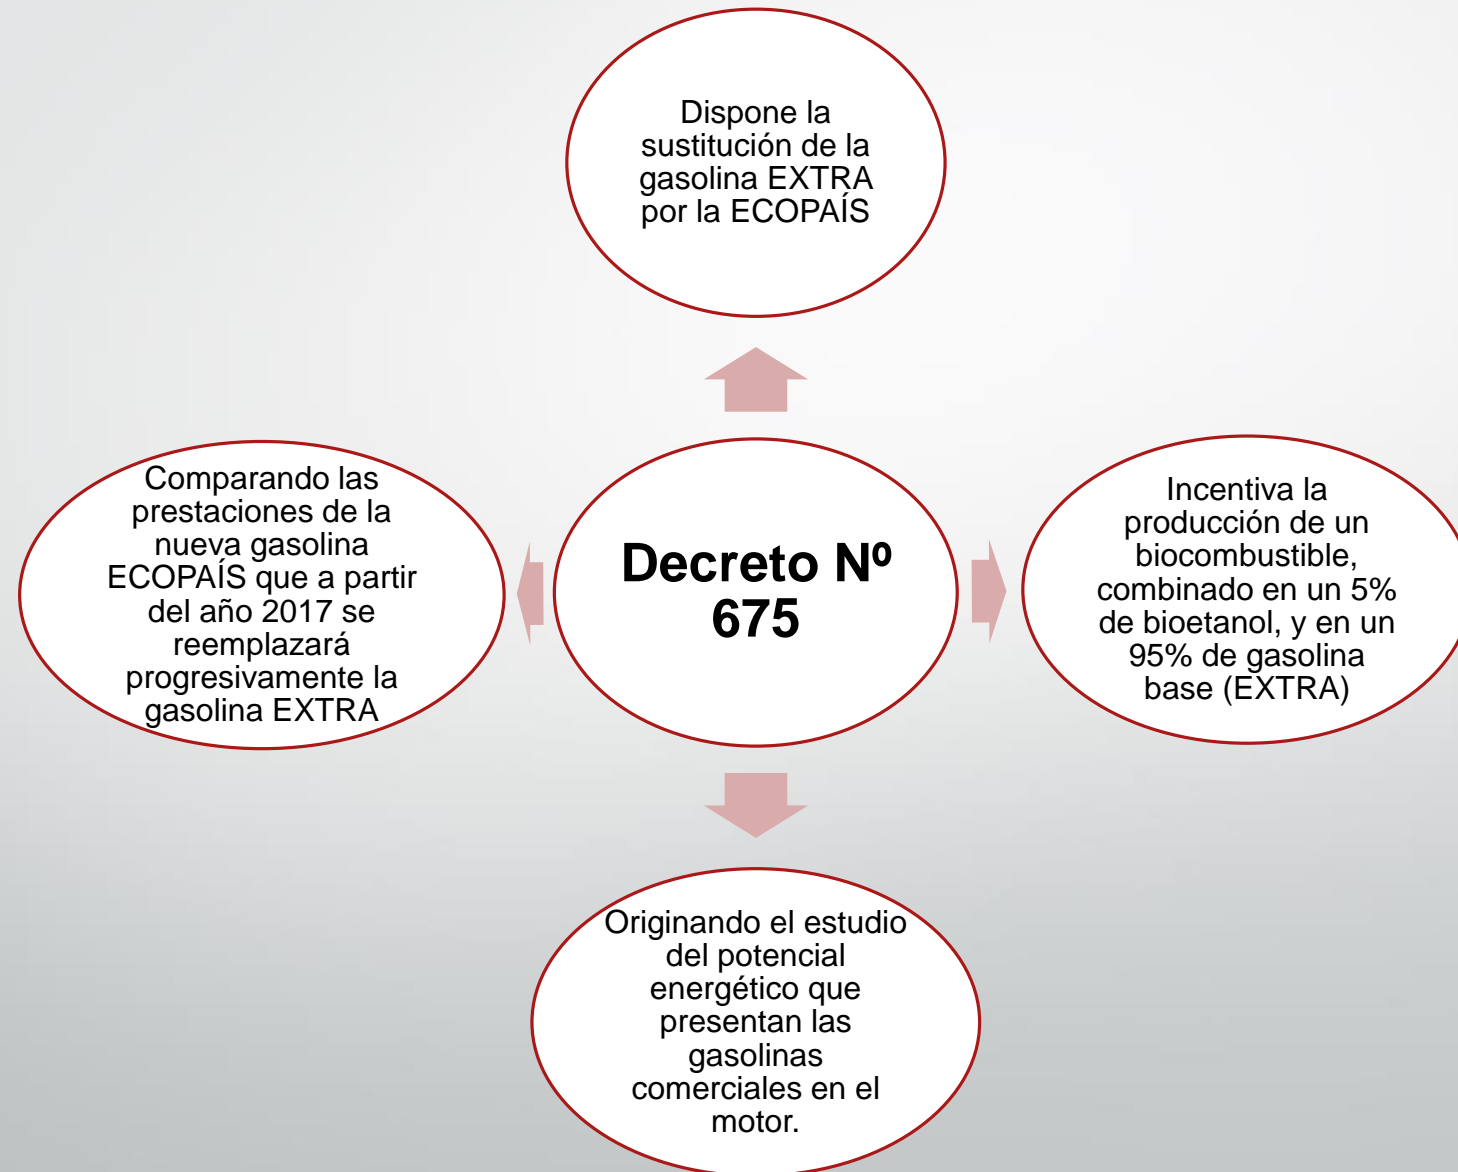 Dispone la
sustitución de la
gasolina EXTRA
por la ECOPAÍS
Comparando las
prestaciones de la
nueva gasolina
ECOPAÍS que a partir
del año 2017 se
reemplazará
progresivamente la
gasolina EXTRA
Decreto Nº
675
Incentiva la
producción de un
biocombustible,
combinado en un 5%
de bioetanol, y en un
95% de gasolina
base (EXTRA)
Originando el estudio
del potencial
energético que
presentan las
gasolinas
comerciales en el
motor.